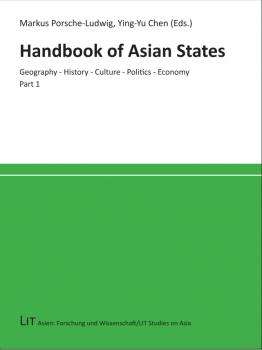 Markus Porsche-Ludwig, Ying-Yu Chen (Eds.)
Handbook of Asian States
Geography - History - Culture - Politics - Economy
Part 1
LIT Asien: Forschung und Wissenschaft/LIT Studies on Asia